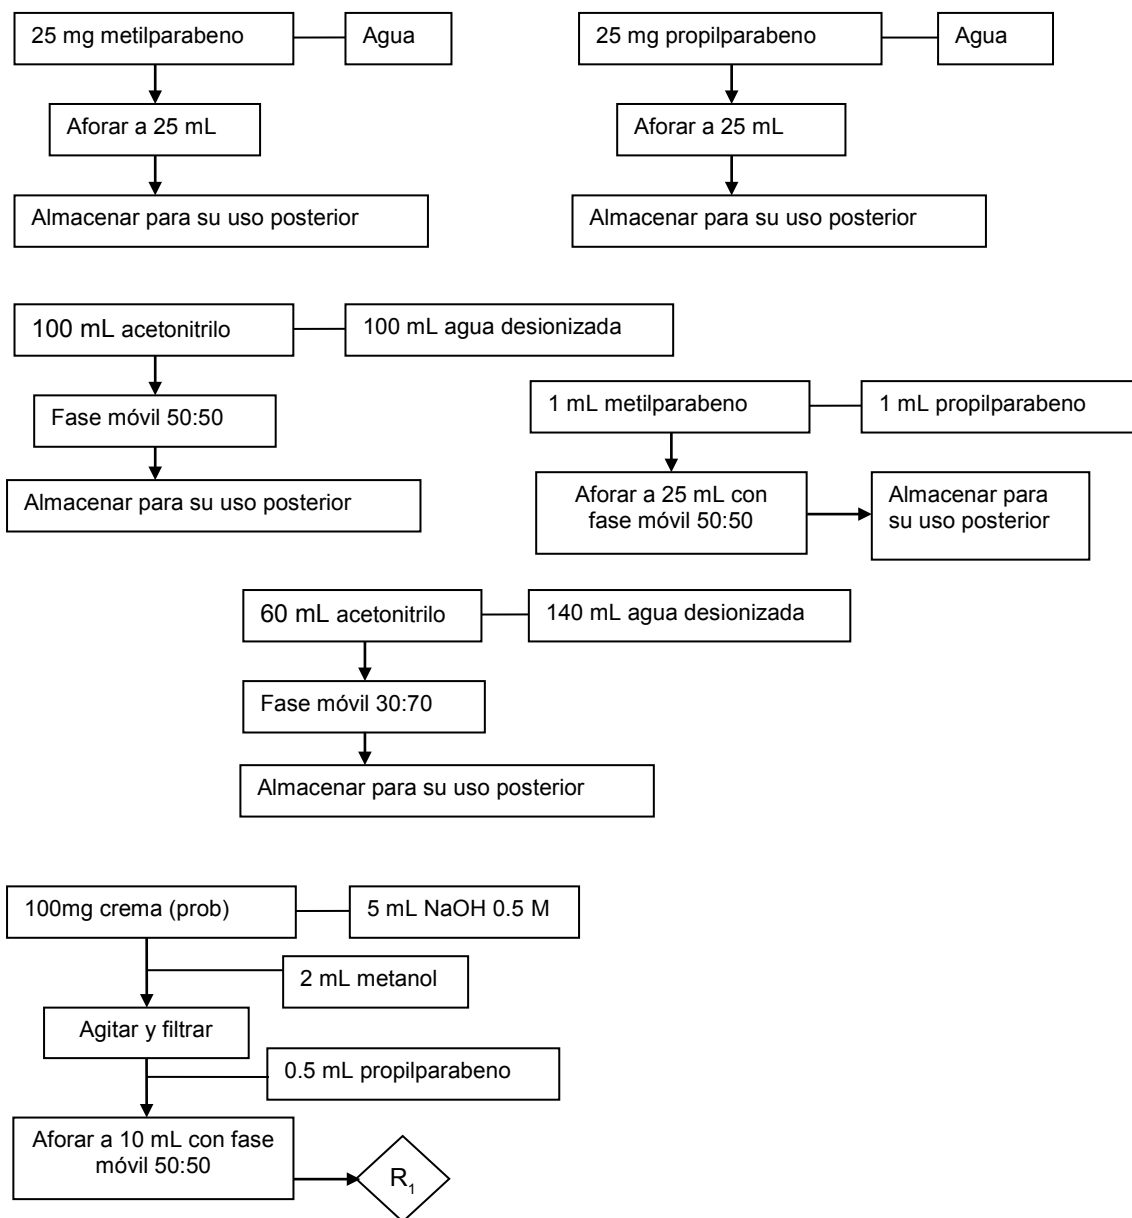 25 mg metilparabeno
Agua
Aforar a 25 mL
Almacenar para su uso posterior
25 mg propilparabeno
Agua
Aforar a 25 mL
Almacenar para su uso posterior
100 mL acetonitrilo
100 mL agua desionizada
Fase móvil 50:50
Almacenar para su uso posterior
1 mL metilparabeno
1 mL propilparabeno
Aforar a 25 mL con
fase móvil 50:50
Almacenar para
su uso posterior
60 mL acetonitrilo
140 mL agua desionizada
Fase móvil 30:70
Almacenar para su uso posterior
100mg crema (prob)
5 mL NaOH 0.5 M
2 mL metanol
Agitar y filtrar
0.5 mL propilparabeno
Aforar a 10 mL con fase
móvil 50:50
R₁